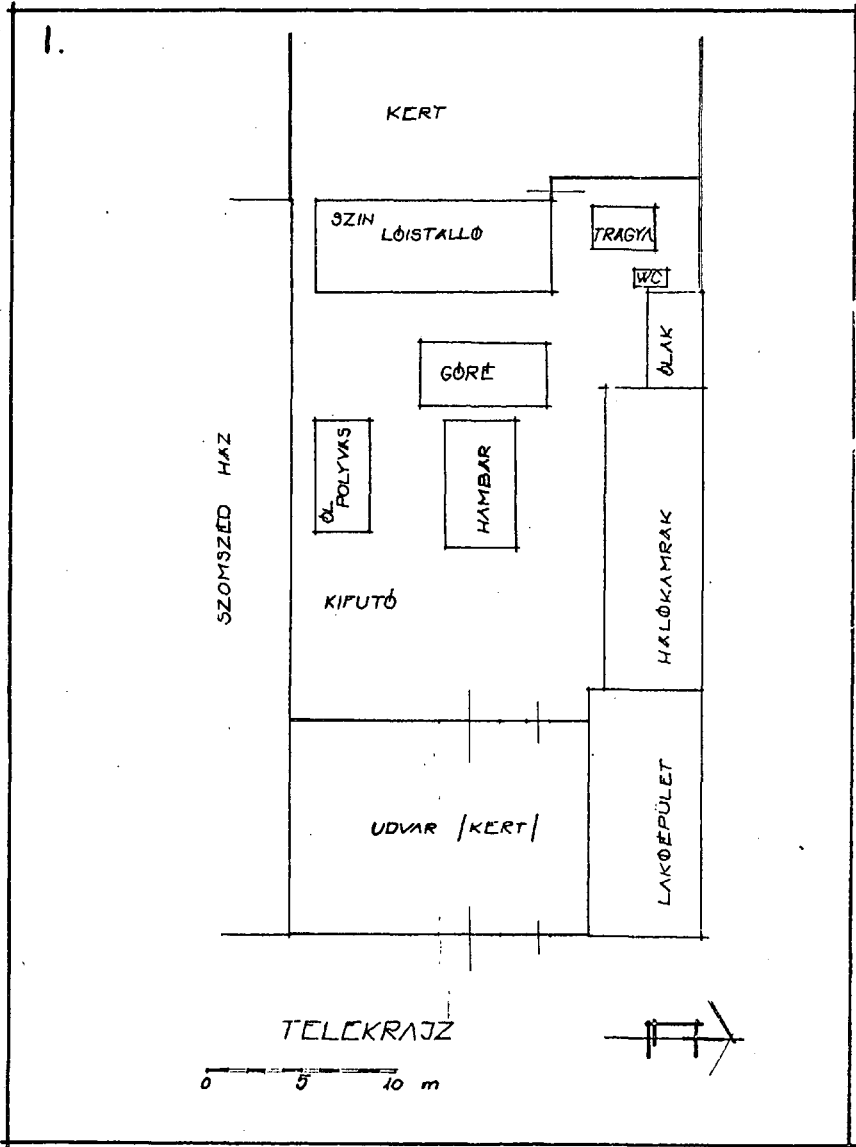 1.
KERT
SZIN
LÓISTALLÓ
TRAGYA
WC
ÓLAK
GÓRÉ
ÓL
POLYVÁS
HAMBÁR
SZOMSZÉD HÁZ
HÁLÓKAMRÁK
KIFUTÓ
UDVAR /KERT/
LAKÓÉPÜLET
TELEKRAJZ
0 5 10 m